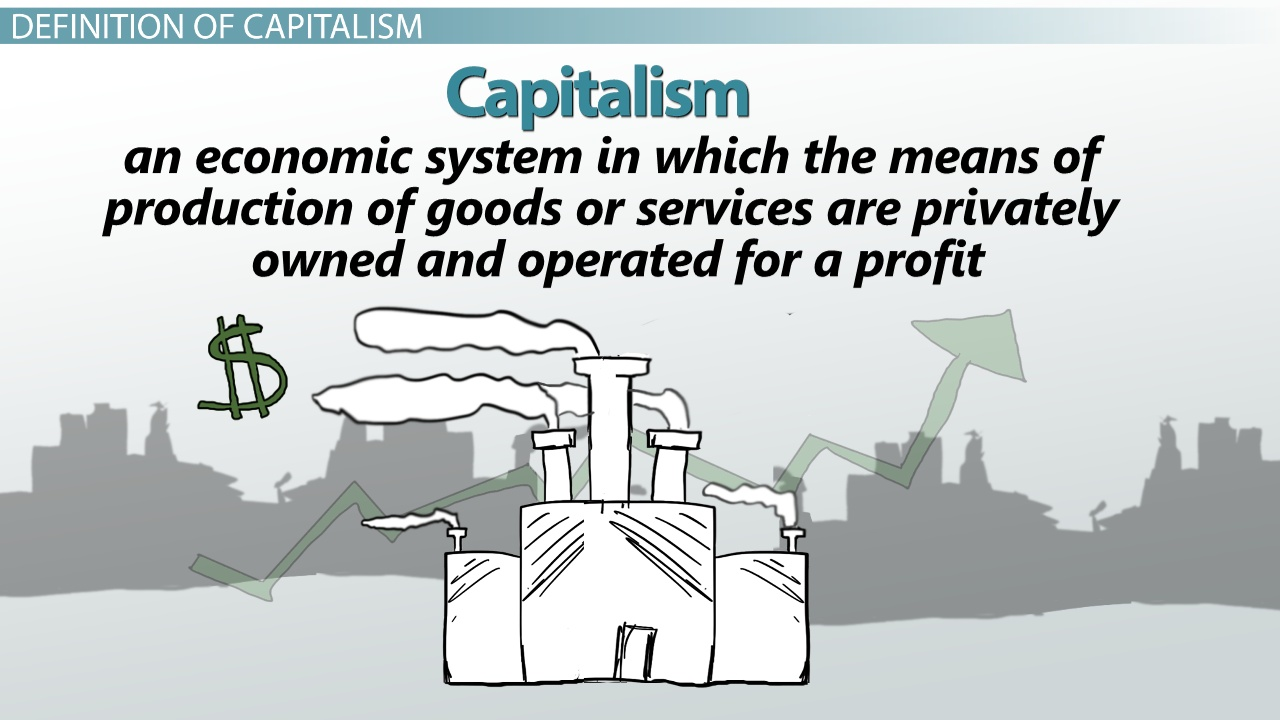 DEFINITION OF CAPITALISM
Capitalism
an economic system in which the means of
production of goods or services are privately
owned and operated for a profit
$